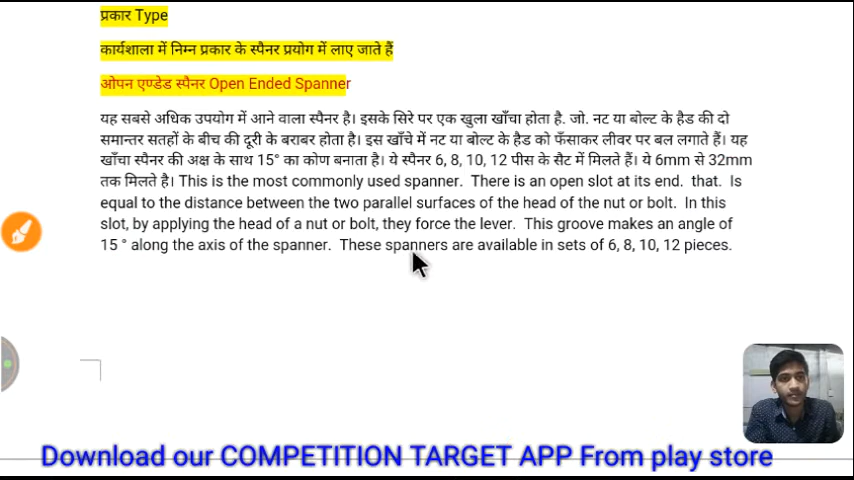 प्रकार Type
कार्यशाला में निम्न प्रकार के स्पैनर प्रयोग में लाए जाते हैं
ओपन एण्डेड स्पैनर Open Ended Spanner
यह सबसे अधिक उपयोग में आने वाला स्पैनर है। इसके सिरे पर एक खुला खाँचा होता है. जो. नट या बोल्ट के हैड की दो
समान्तर सतहों के बीच की दूरी के बराबर होता है। इस खाँचे में नट या बोल्ट के हैड को फँसाकर लीवर पर बल लगाते हैं। यह
खाँचा स्पैनर की अक्ष के साथ 15° का कोण बनाता है। ये स्पैनर 6, 8, 10, 12 पीस के सैट में मिलते हैं। ये 6mm से 32mm
तक मिलते है। This is the most commonly used spanner. There is an open slot at its end. that. Is
equal to the distance between the two parallel surfaces of the head of the nut or bolt. In this
slot, by applying the head of a nut or bolt, they force the lever. This groove makes an angle of
15 ° along the axis of the spanner. These spanners are available in sets of 6, 8, 10, 12 pieces.
Download our COMPETITION TARGET APP From play store